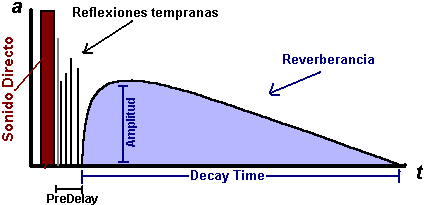 a
Reflexiones tempranas
Sonido Directo
Reverberancia
Amplitud
t
Decay Time
PreDelay